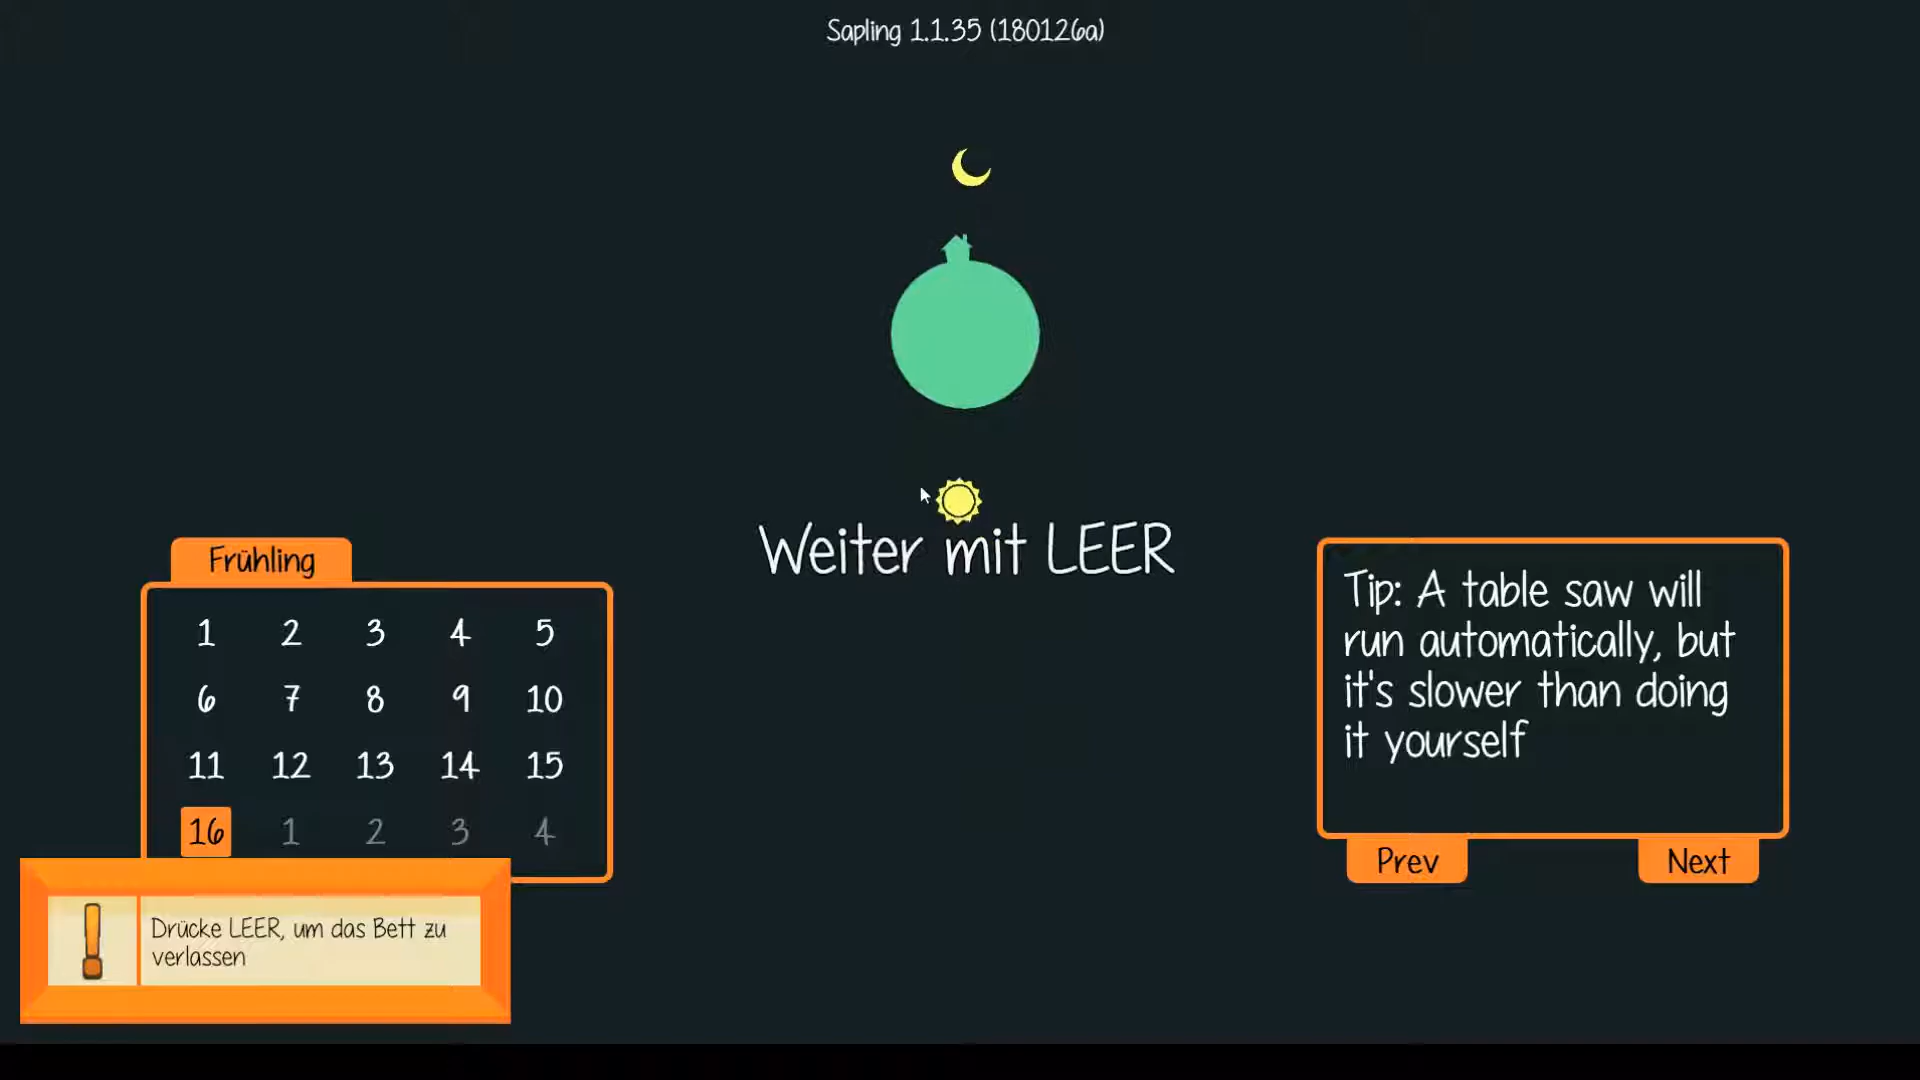 Sapling 1.1.35 (180126a)
Weiter mit LEER
Frühling
1 2 3 4 5
6 7 8 9 10
11 12 13 14 15
16 1 2 3 4
Drücke LEER, um das Bett zu
verlassen
Tip: A table saw will
run automatically, but
it's slower than doing
it yourself
Prev Next